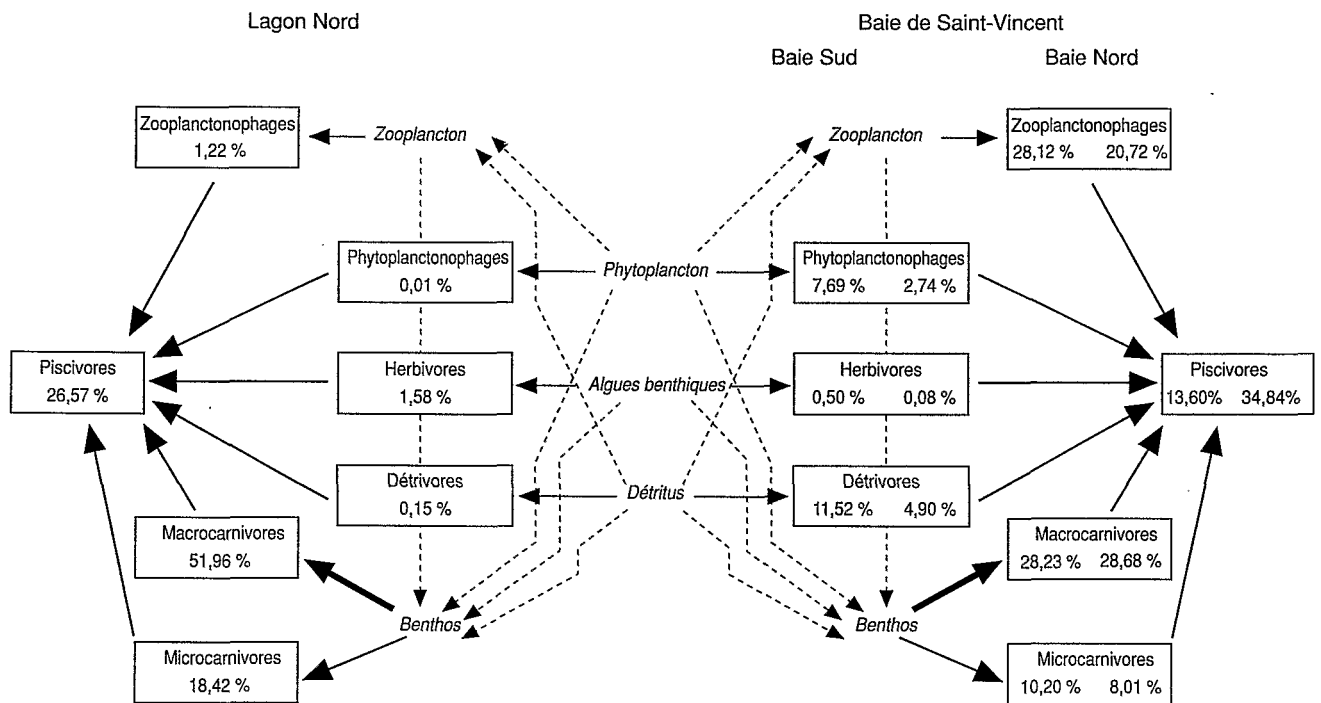 Lagon Nord
Baie de Saint-Vincent
Baie Sud
Baie Nord
Zooplanctonophages
1,22 %
Zooplancton
Zooplancton
Zooplanctonophages
28,12 % 20,72 %
Phytoplanctonophages
0,01 %
Phytoplancton
Phytoplanctonophages
7,69 % 2,74 %
Piscivores
26,57 %
Herbivores
1,58 %
Algues benthiques
Herbivores
0,50 % 0,08 %
Piscivores
13,60% 34,84%
Détrivores
0,15 %
Détritus
Détrivores
11,52 % 4,90 %
Macrocarnivores
51,96 %
Macrocarnivores
28,23 % 28,68 %
Benthos
Benthos
Microcarnivores
18,42 %
Microcarnivores
10,20 % 8,01 %